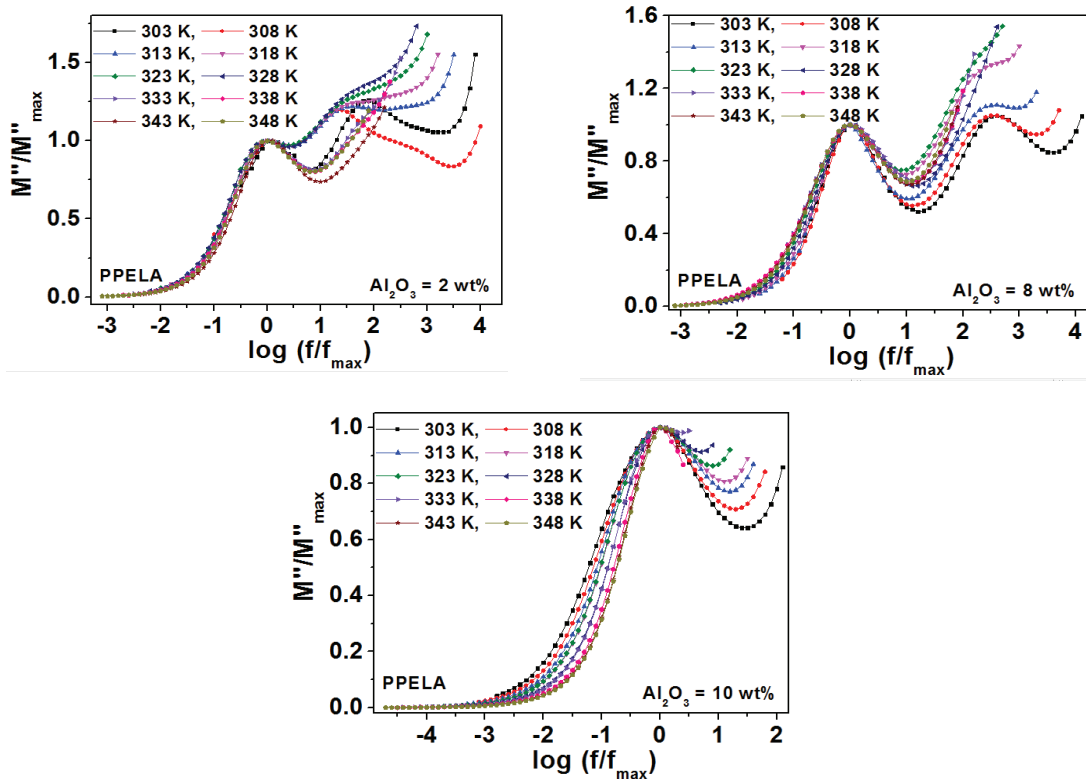 M''/M''max
1.5
1.0
0.5
0.0
303 K, 308 K
313 K, 318 K
323 K, 328 K
333 K, 338 K
343 K, 348 K
PPELA
Al2O3 = 2 wt%
-3 -2 -1 0 1 2 3 4
log (f/fmax)
M''/M''max
1.6
1.2
0.8
0.4
0.0
303 K, 308 K
313 K, 318 K
323 K, 328 K
333 K, 338 K
343 K, 348 K
PPELA
Al2O3 = 8 wt%
-3 -2 -1 0 1 2 3 4
log (f/fmax)
M''/M''max
1.0
0.8
0.6
0.4
0.2
0.0
303 K, 308 K
313 K, 318 K
323 K, 328 K
333 K, 338 K
343 K, 348 K
PPELA
Al2O3 = 10 wt%
-4 -3 -2 -1 0 1 2
log (f/fmax)